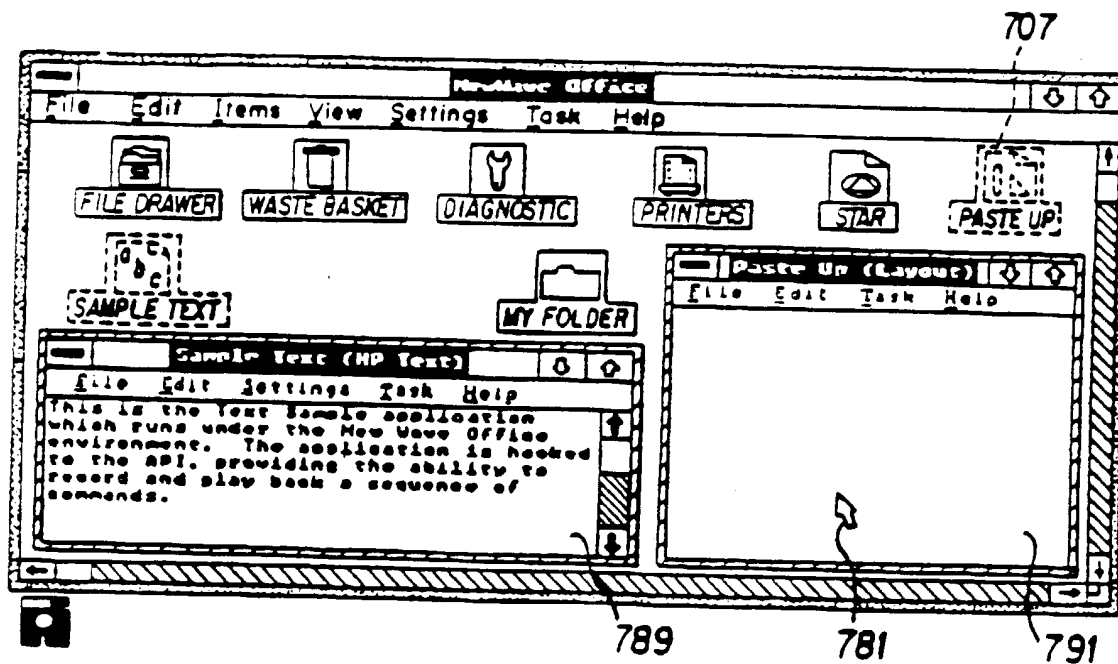 707
NewWave Office
File Edit Items View Settings Task Help
FILE DRAWER WASTE BASKET DIAGNOSTIC PRINTERS STAR PASTE UP
SAMPLE TEXT MY FOLDER
Paste Up (Layout)
File Edit Task Help
Sample Text (HP Text)
File Edit Settings Task Help
abc
This is the Text Sample application
which runs under the New Wave Office
environment. The application is hooked
to the API, providing the ability to
record and play back a sequence of
commands.
789 781 791